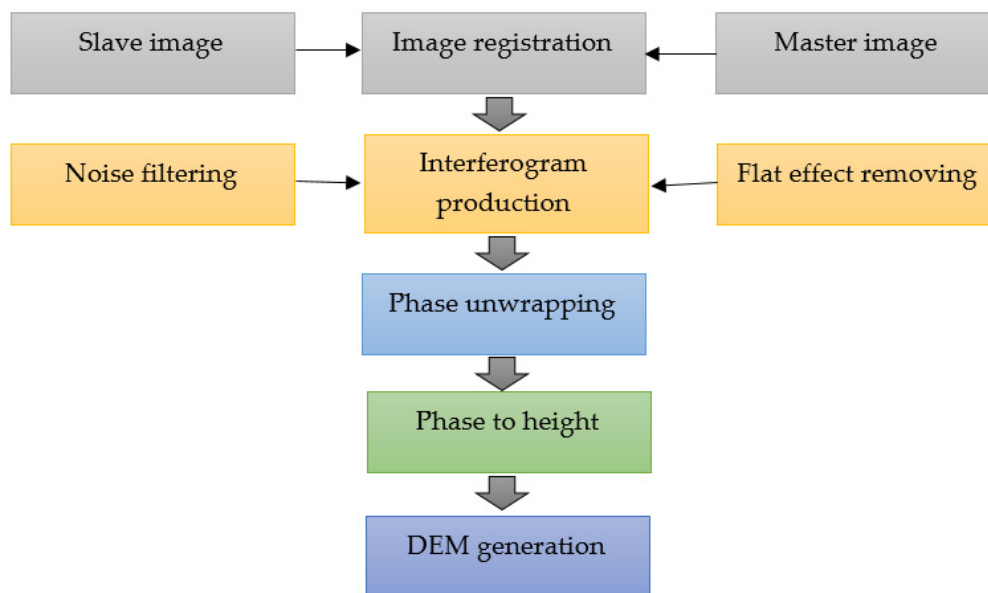 Slave image
Image registration
Master image
Noise filtering
Interferogram
production
Flat effect removing
Phase unwrapping
Phase to height
DEM generation